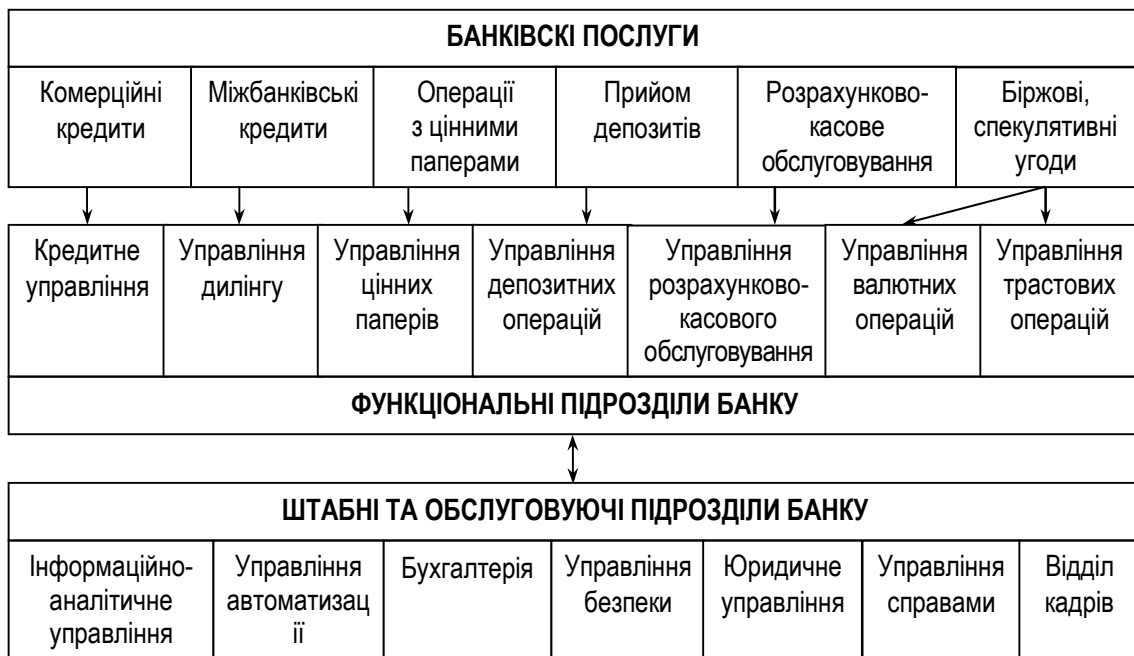 БАНКІВСКІ ПОСЛУГИ
Комерційні
кредити
Міжбанківські
кредити
Операції
з цінними
паперами
Прийом
депозитів
Розрахунково-
касове
обслуговування
Біржові,
спекулятивні
угоди
Кредитне
управління
Управління
дилінгу
Управління
цінних
паперів
Управління
депозитних
операцій
Управління
розрахунково-
касового
обслуговування
Управління
валютних
операцій
Управління
трастових
операцій
ФУНКЦІОНАЛЬНІ ПІДРОЗДІЛИ БАНКУ
ШТАБНІ ТА ОБСЛУГОВУЮЧІ ПІДРОЗДІЛИ БАНКУ
Інформаційно-
аналітичне
управління
Управління
автоматизац
ії
Бухгалтерія
Управління
безпеки
Юридичне
управління
Управління
справами
Відділ
кадрів